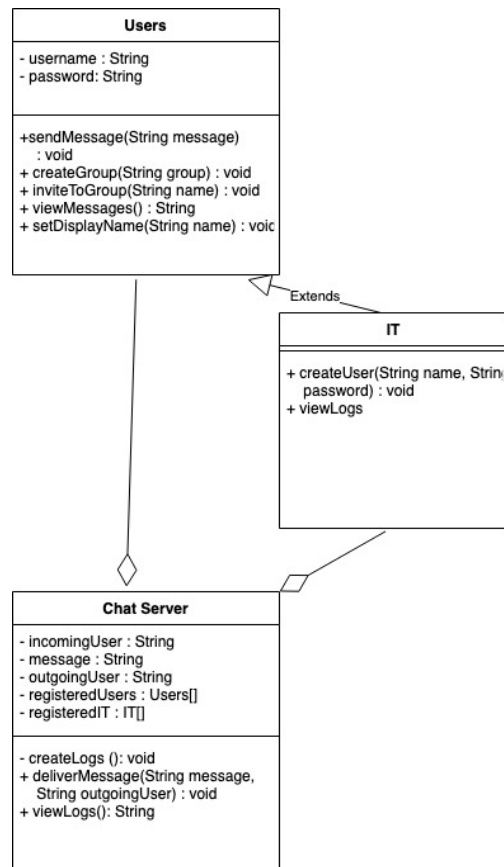 Users
- username : String
- password: String
+sendMessage(String message)
: void
+ createGroup(String group) : void
+ inviteToGroup(String name) : void
+ viewMessages() : String
+ setDisplayName(String name) : void
Extends
IT
+ createUser(String name, String
password) : void
+ viewLogs
Chat Server
- incomingUser : String
- message : String
- outgoingUser : String
- registeredUsers : Users[]
- registeredIT : IT[]
- createLogs (): void
+ deliverMessage(String message,
String outgoingUser) : void
+ viewLogs(): String